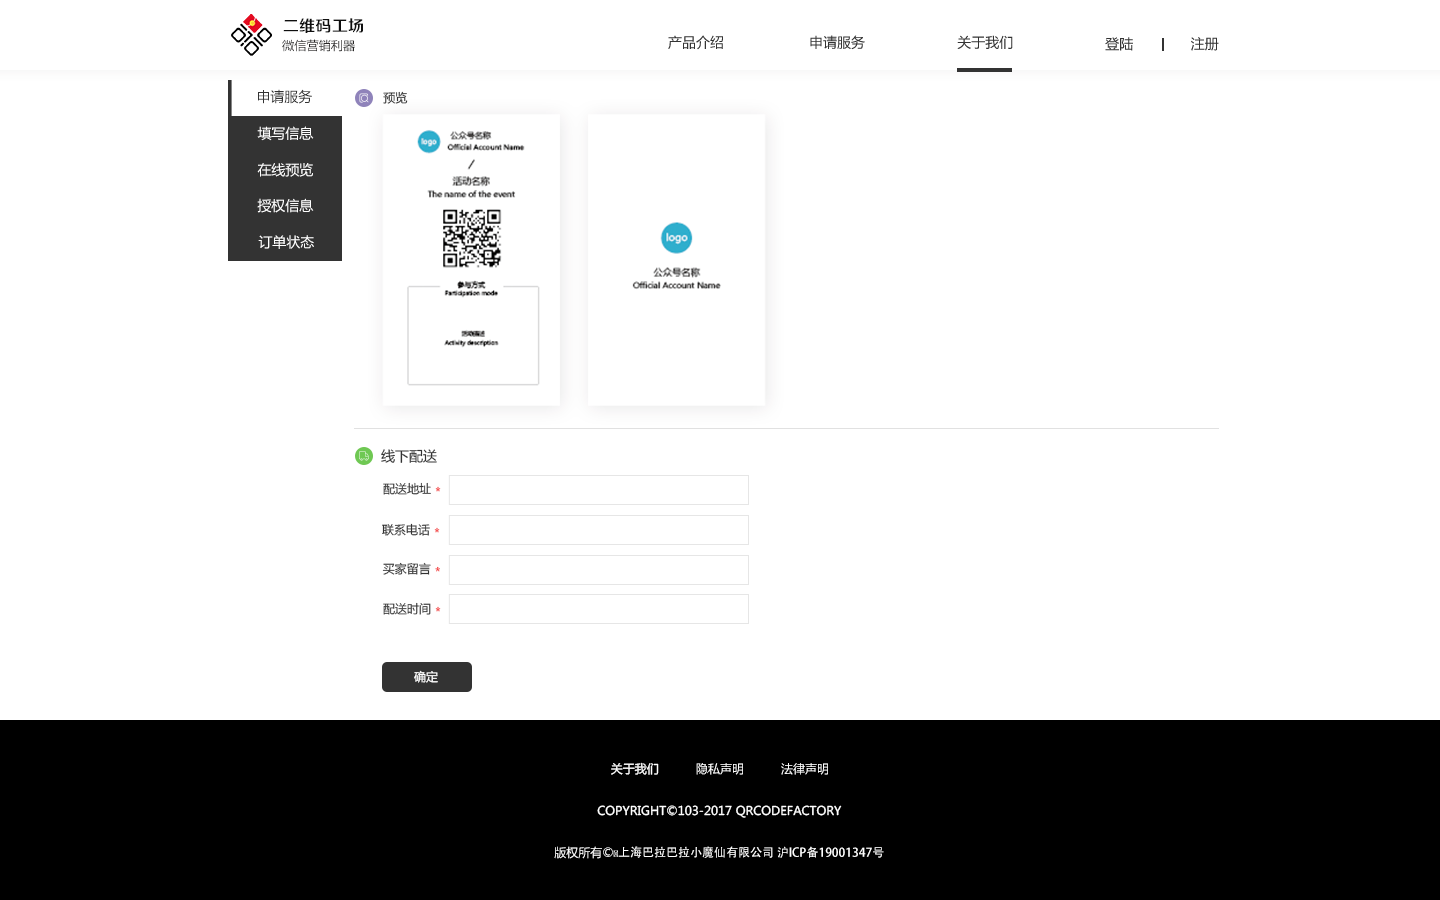 二维码工场
微信营销利器
产品介绍 申请服务 关于我们 登陆 | 注册
申请服务
填写信息
在线预览
授权信息
订单状态
预览
logo
公众号名称
Official Account Name
/
活动名称
The name of the event
参与方式
Participation mode
活动描述
Activity description
logo
公众号名称
Official Account Name
线下配送
配送地址 *
联系电话 *
买家留言 *
配送时间 *
确定
关于我们 隐私声明 法律声明
COPYRIGHT©103-2017 QRCODEFACTORY
版权所有©上海巴拉巴拉小魔仙有限公司 沪ICP备19001347号